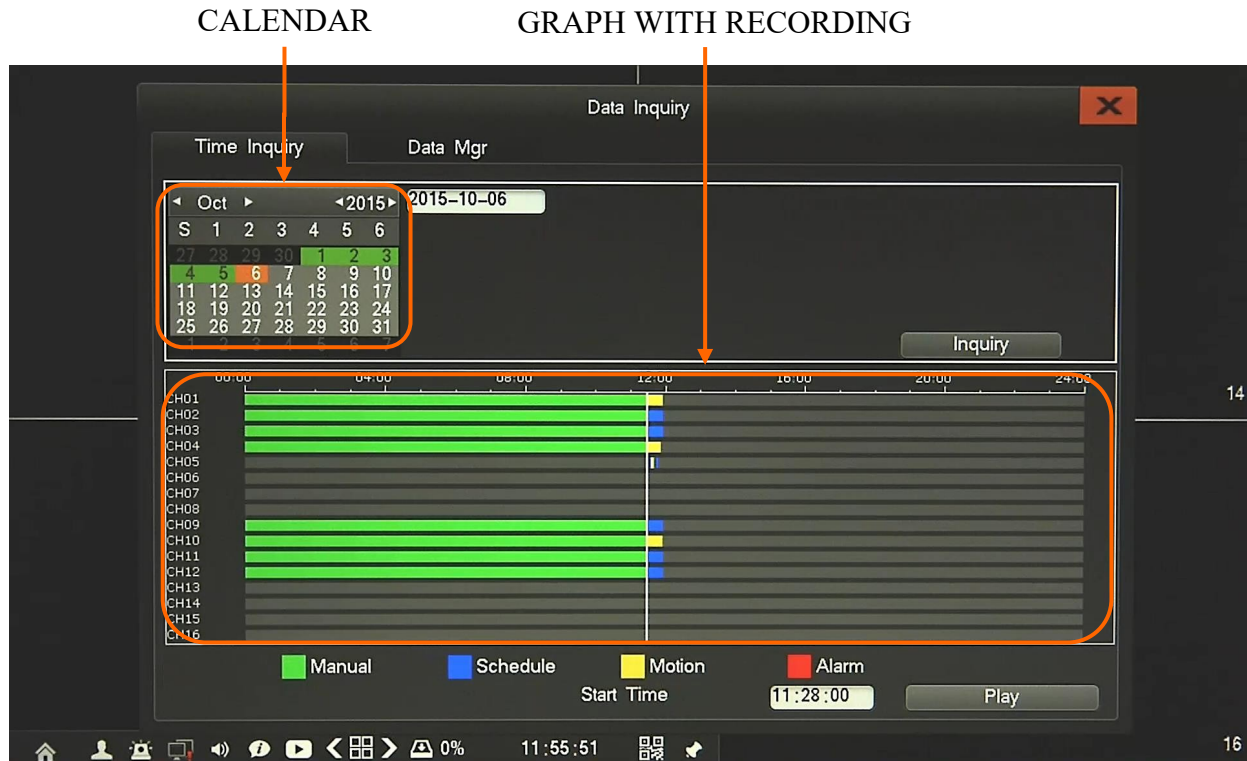 CALENDAR GRAPH WITH RECORDING
Data Inquiry
Time Inquiry Data Mgr
Oct 2015 2015-10-06
S 1 2 3 4 5 6
27 28 29 30 1 2 3
4 5 6 7 8 9 10
11 12 13 14 15 16 17
18 19 20 21 22 23 24
25 26 27 28 29 30 31
1 2 3 4 5 6 7
Inquiry
00:00 04:00 08:00 12:00 16:00 20:00 24:00
CH01
CH02
CH03
CH04
CH05
CH06
CH07
CH08
CH09
CH10
CH11
CH12
CH13
CH14
CH15
CH16
14
Manual Schedule Motion Alarm
Start Time 11:28:00 Play
0% 11:55:51 16